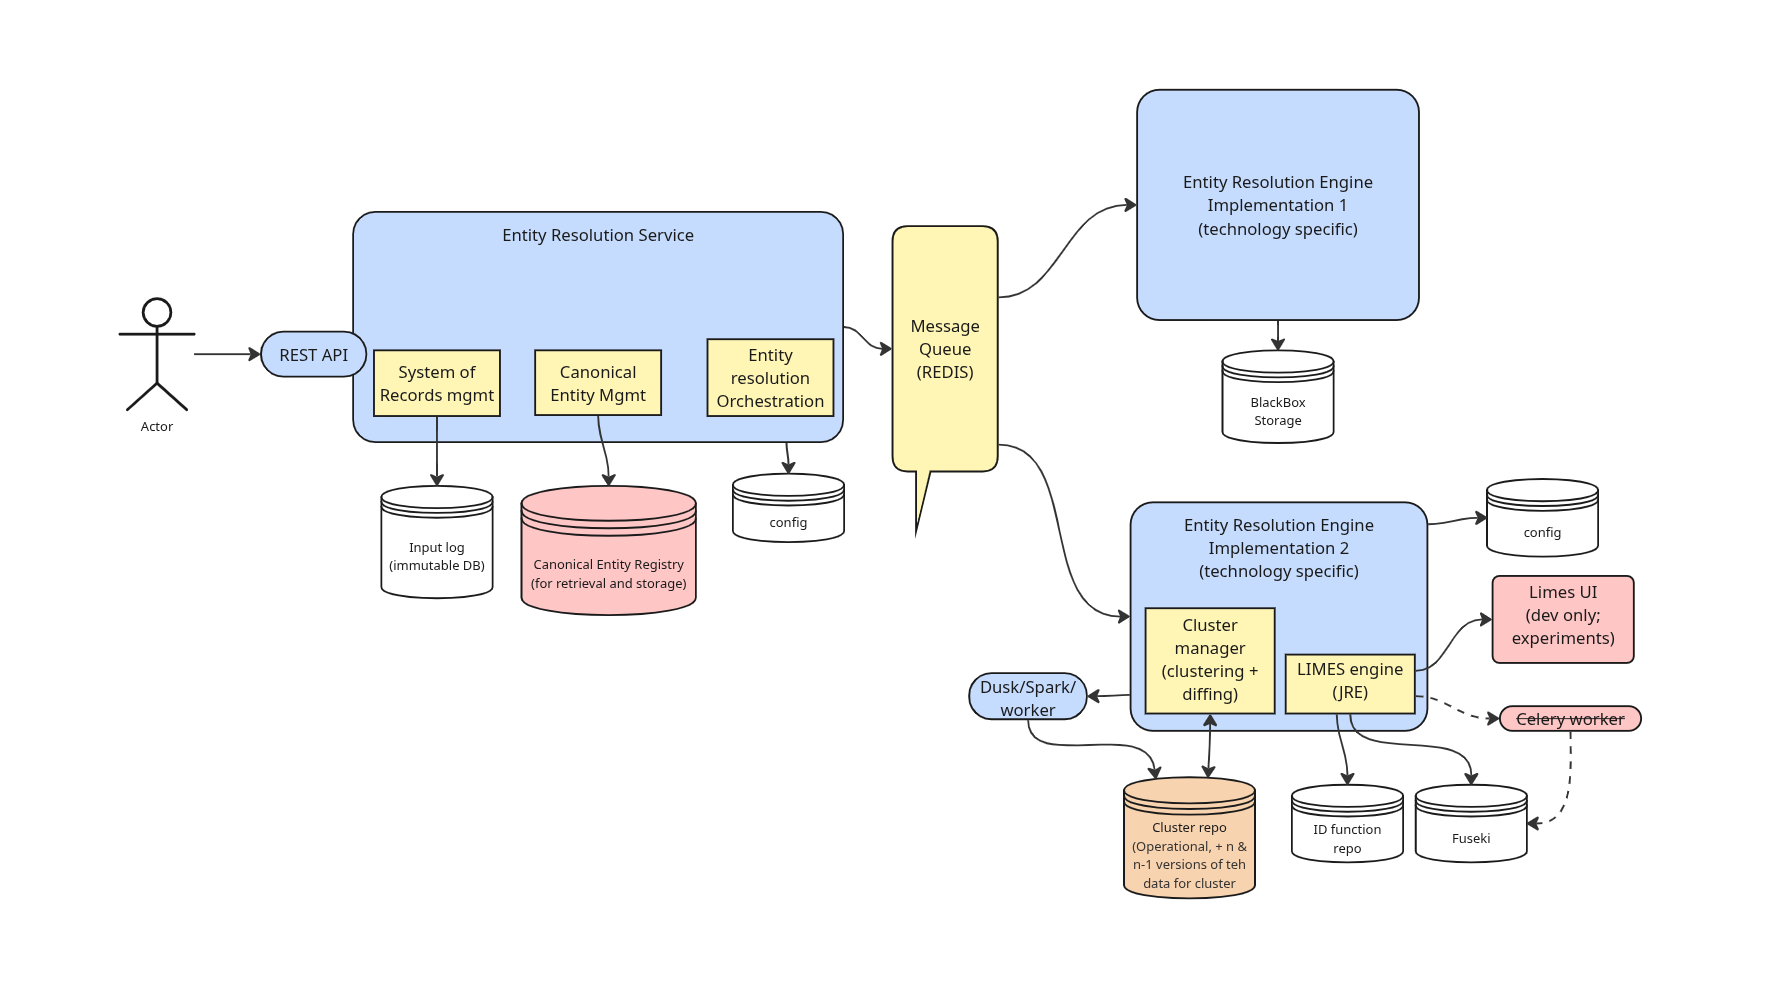 Entity Resolution Service
REST API
System of
Records mgmt
Canonical
Entity Mgmt
Entity
resolution
Orchestration
Actor
Input log
(immutable DB)
Canonical Entity Registry
(for retrieval and storage)
config
Message
Queue
(REDIS)
Entity Resolution Engine
Implementation 1
(technology specific)
BlackBox
Storage
Entity Resolution Engine
Implementation 2
(technology specific)
Cluster
manager
(clustering +
diffing)
LIMES engine
(JRE)
config
Limes UI
(dev only;
experiments)
Celery worker
Dusk/Spark/
worker
Cluster repo
(Operational, + n &
n-1 versions of teh
data for cluster
ID function
repo
Fuseki